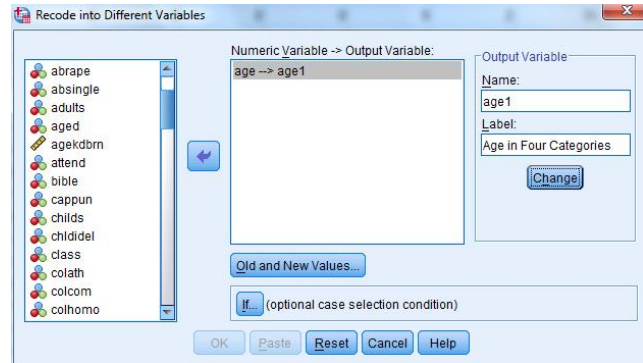 Recode into Different Variables
abrape
absingle
adults
aged
agekdbrn
attend
bible
cappun
childs
chldidel
class
colath
colcom
colhomo
Numeric Variable -> Output Variable:
age --> age1
Output Variable
Name:
age1
Label:
Age in Four Categories
Change
Old and New Values...
If... (optional case selection condition)
OK Paste Reset Cancel Help